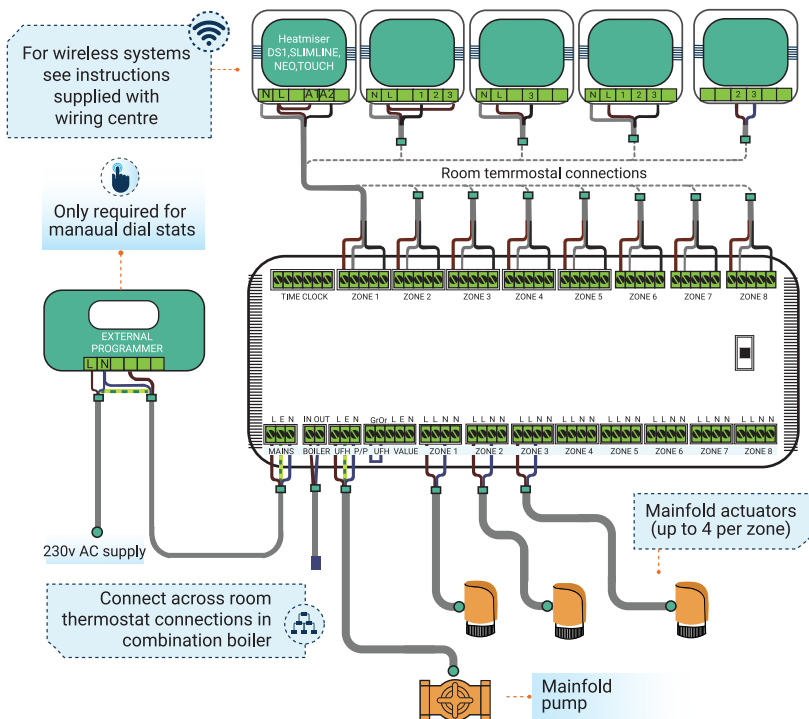 For wireless systems
see instructions
supplied with
wiring centre
Heatmiser
DS1,SLIMLINE,
NEO,TOUCH
N L A1 A2
N L 1 2 3
N L 3
N L 1 2 3
2 3
Room temrmostal connections
Only required for
manaual dial stats
EXTERNAL
PROGRAMMER
L N
TIME CLOCK
ZONE 1
ZONE 2
ZONE 3
ZONE 4
ZONE 5
ZONE 6
ZONE 7
ZONE 8
L E N
IN OUT
L E N
GrOr L E N
L L N N
L L N N
L L N N
L L N N
L L N N
L L N N
L L N N
L L N N
MAINS
BOILER
UFH P/P
UFH VALUE
ZONE 1
ZONE 2
ZONE 3
ZONE 4
ZONE 5
ZONE 6
ZONE 7
ZONE 8
230v AC supply
Mainfold actuators
(up to 4 per zone)
Connect across room
thermostat connections in
combination boiler
Mainfold
pump